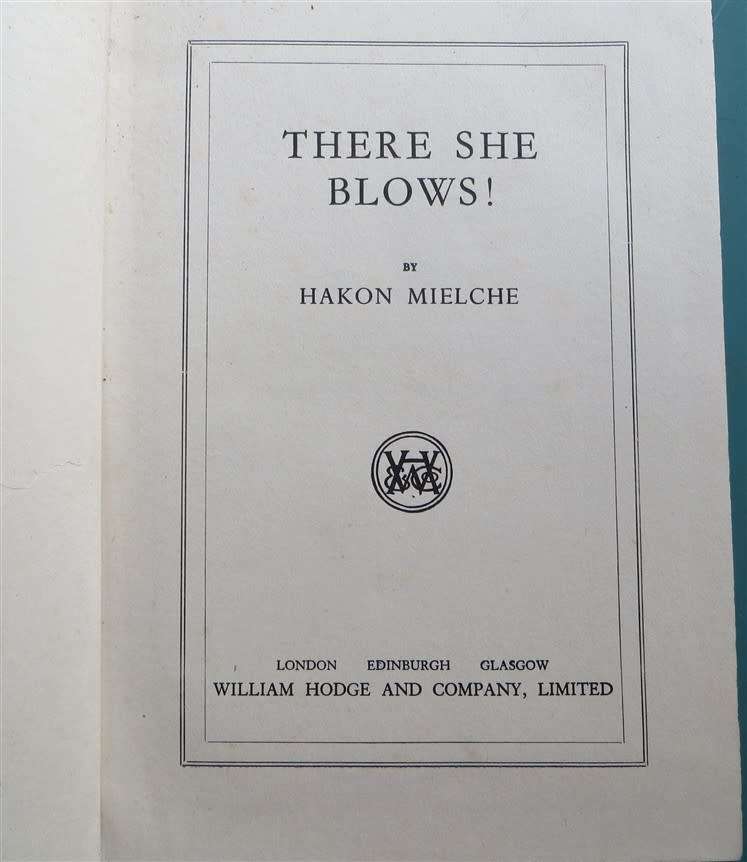 THERE SHE
BLOWS!
BY
HAKON MIELCHE
LONDON EDINBURGH GLASGOW
WILLIAM HODGE AND COMPANY, LIMITED